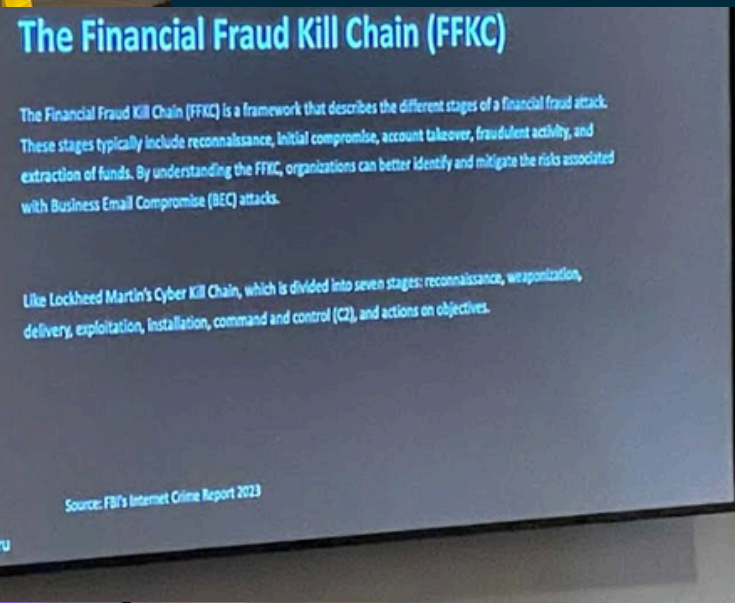 The Financial Fraud Kill Chain (FFKC)
The Financial Fraud Kill Chain (FFKC) is a framework that describes the different stages of a financial fraud attack.
These stages typically include reconnaissance, initial compromise, account takeover, fraudulent activity, and
extraction of funds. By understanding the FFKC, organizations can better identify and mitigate the risks associated
with Business Email Compromise (BEC) attacks.
Like Lockheed Martin's Cyber Kill Chain, which is divided into seven stages: reconnaissance, weaponization,
delivery, exploitation, installation, command and control (C2), and actions on objectives.
Source: FBI's Internet Crime Report 2023